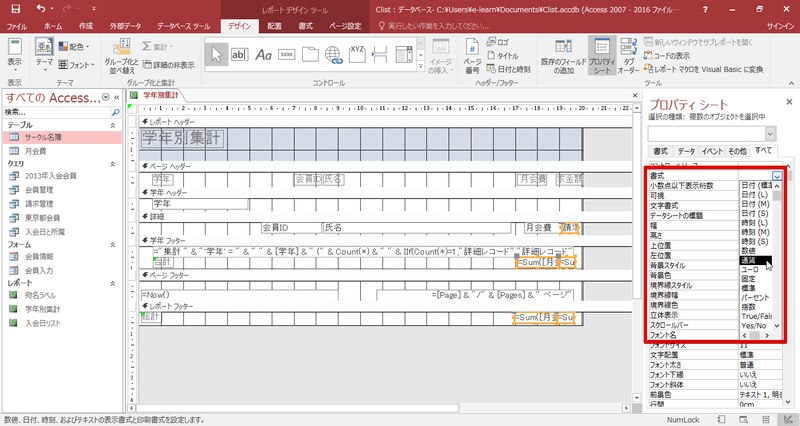 レポート デザイン ツール
Clist : データベース- C:¥Users¥e-learn¥Documents¥Clist.accdb (Access 2007 - 2016 ファイル...
ファイル ホーム 作成 外部データ データベース ツール デザイン 配置 書式 ページ設定 実行したい作業を入力してください。 サインイン
表示
テーマ
配色
フォント
グループ化と並べ替え
集計
詳細の非表示
Aa
xxxx
イメージの挿入
ページ番号
ロゴ
タイトル
日付と時刻
既存のフィールドの追加
プロパティシート
タブオーダー
新しいウィンドウでサブレポートを開く
コードの表示
レポート マクロを Visual Basic に変換
表示 テーマ グループ化と集計 コントロール ヘッダー/フッター ツール
すべての Access...
検索...
テーブル
サークル名簿
月会費
クエリ
2013年入会会員
会員管理
請求管理
東京都会員
入会日と所属
フォーム
会員情報
会員入力
レポート
宛名ラベル
学年別集計
入会日リスト
学年別集計
レポート ヘッダー
学年別集計
ページ ヘッダー
学年 会員ID 氏名 月会費 求金額
学年 ヘッダー
学年
詳細
会員ID 氏名 月会費 請求
学年 フッター
="集計 " & "'学年' = " & " " & [学年] & " (" & Count(*) & " " & IIf(Count(*)=1,"詳細レコード","詳細レコード"
合計 =Sum([月会 =Su
ページ フッター
=Now() =[Page] & "/" & [Pages] & " ページ"
レポート フッター
総計 =Sum([月会 =Su
プロパティ シート
選択の種類: 複数のオブジェクトを選択中
書式 データ イベント その他 すべて
コントロールソース
書式
小数点以下表示桁数
可視
文字書式
データシートの標題
幅
高さ
上位置
左位置
背景スタイル
背景色
境界線スタイル
境界線幅
境界線色
立体表示
スクロールバー
フォント名
日付 (標準
日付 (L)
日付 (M)
日付 (S)
時刻 (L)
時刻 (M)
時刻 (S)
数値
通貨
ユーロ
固定
標準
パーセント
指数
True/Fals
Yes/No
フォントサイズ 11
文字配置 標準
フォント太さ 普通
フォント下線 いいえ
フォント斜体 いいえ
前景色 テキスト 1, 明る
行間 0cm
数値、日付、時刻、およびテキストの表示書式と印刷書式を設定します。
NumLock